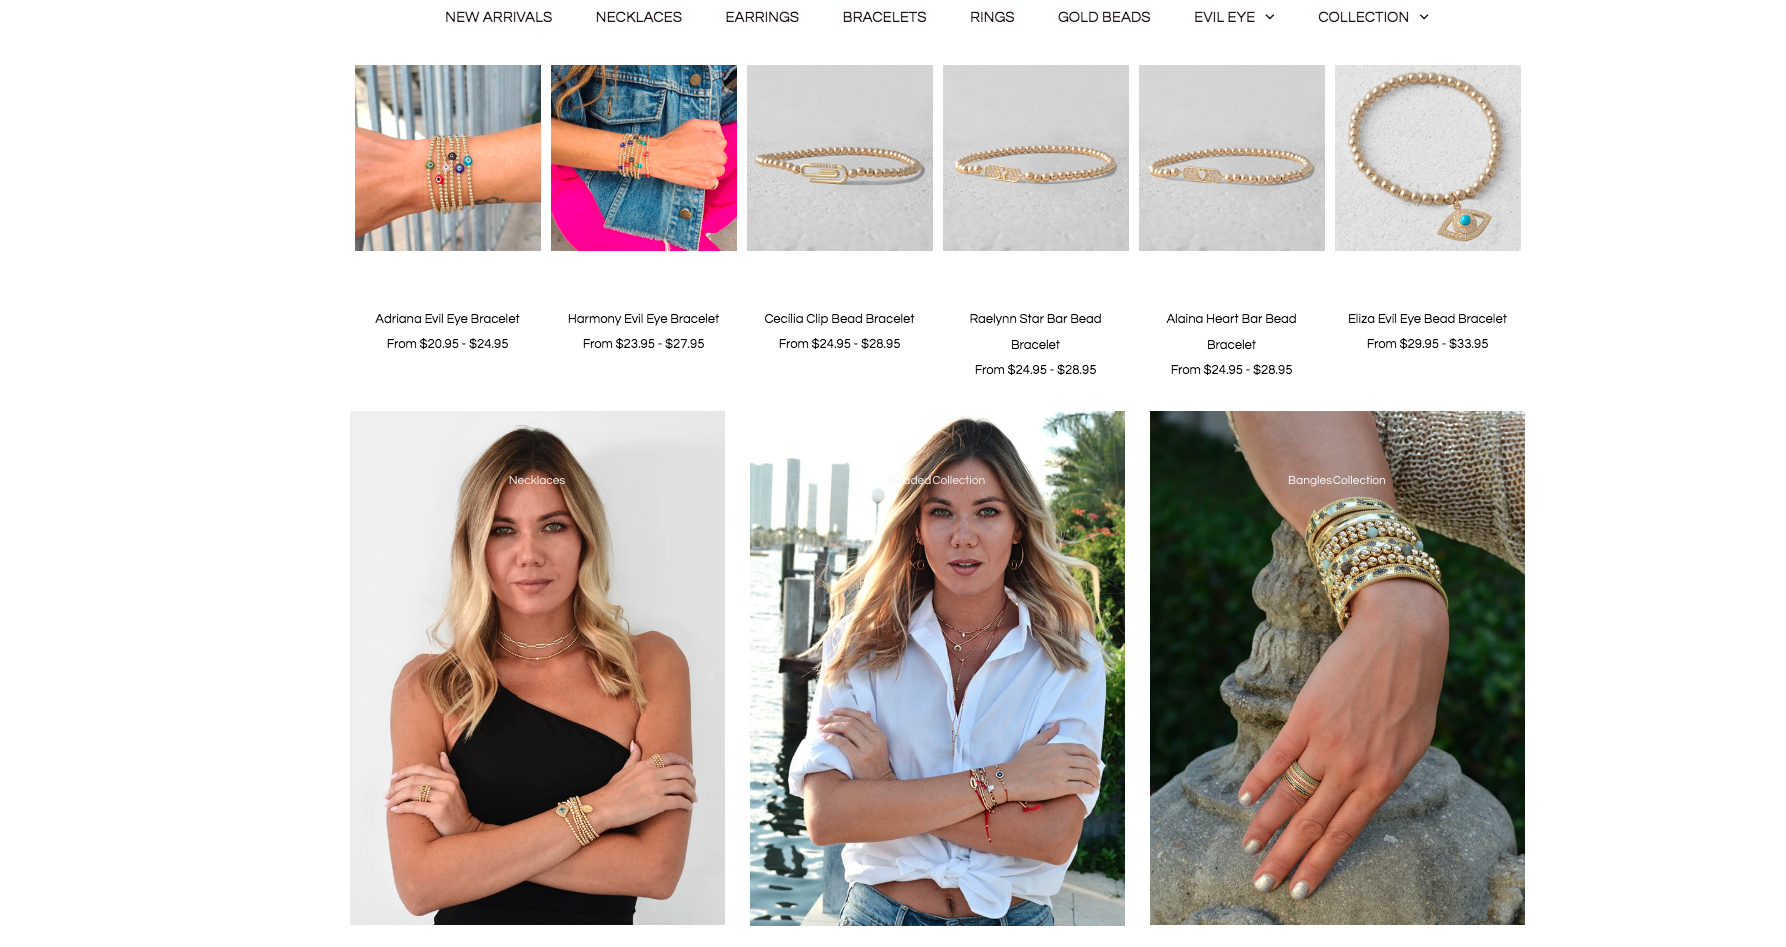 NEW ARRIVALS NECKLACES EARRINGS BRACELETS RINGS GOLD BEADS EVIL EYE COLLECTION
Adriana Evil Eye Bracelet
From $20.95 - $24.95
Harmony Evil Eye Bracelet
From $23.95 - $27.95
Cecilia Clip Bead Bracelet
From $24.95 - $28.95
Raelynn Star Bar Bead
Bracelet
From $24.95 - $28.95
Alaina Heart Bar Bead
Bracelet
From $24.95 - $28.95
Eliza Evil Eye Bead Bracelet
From $29.95 - $33.95
Necklaces
Collection
Bangles Collection